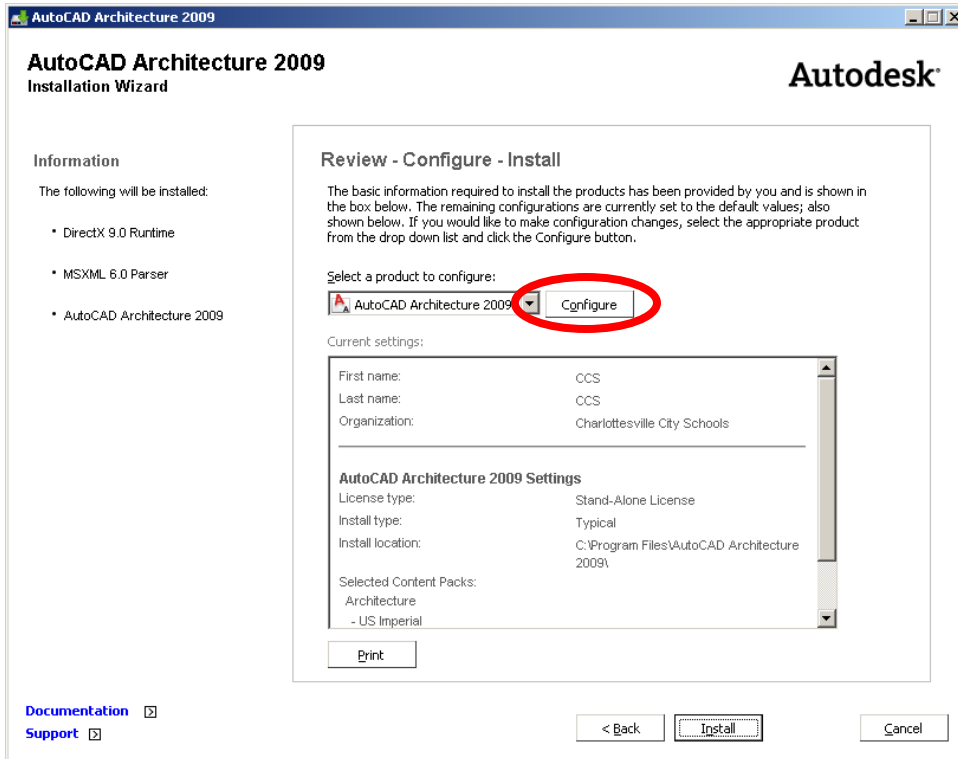 AutoCAD Architecture 2009
AutoCAD Architecture 2009
Installation Wizard
Autodesk
Information
The following will be installed:
• DirectX 9.0 Runtime
• MSXML 6.0 Parser
• AutoCAD Architecture 2009
Review - Configure - Install
The basic information required to install the products has been provided by you and is shown in
the box below. The remaining configurations are currently set to the default values; also
shown below. If you would like to make configuration changes, select the appropriate product
from the drop down list and click the Configure button.
Select a product to configure:
AutoCAD Architecture 2009
Configure
Current settings:
First name: CCS
Last name: CCS
Organization: Charlottesville City Schools
AutoCAD Architecture 2009 Settings
License type: Stand-Alone License
Install type: Typical
Install location: C:\Program Files\AutoCAD Architecture
2009\
Selected Content Packs:
Architecture
- US Imperial
Print
Documentation
Support
< Back
Install
Cancel